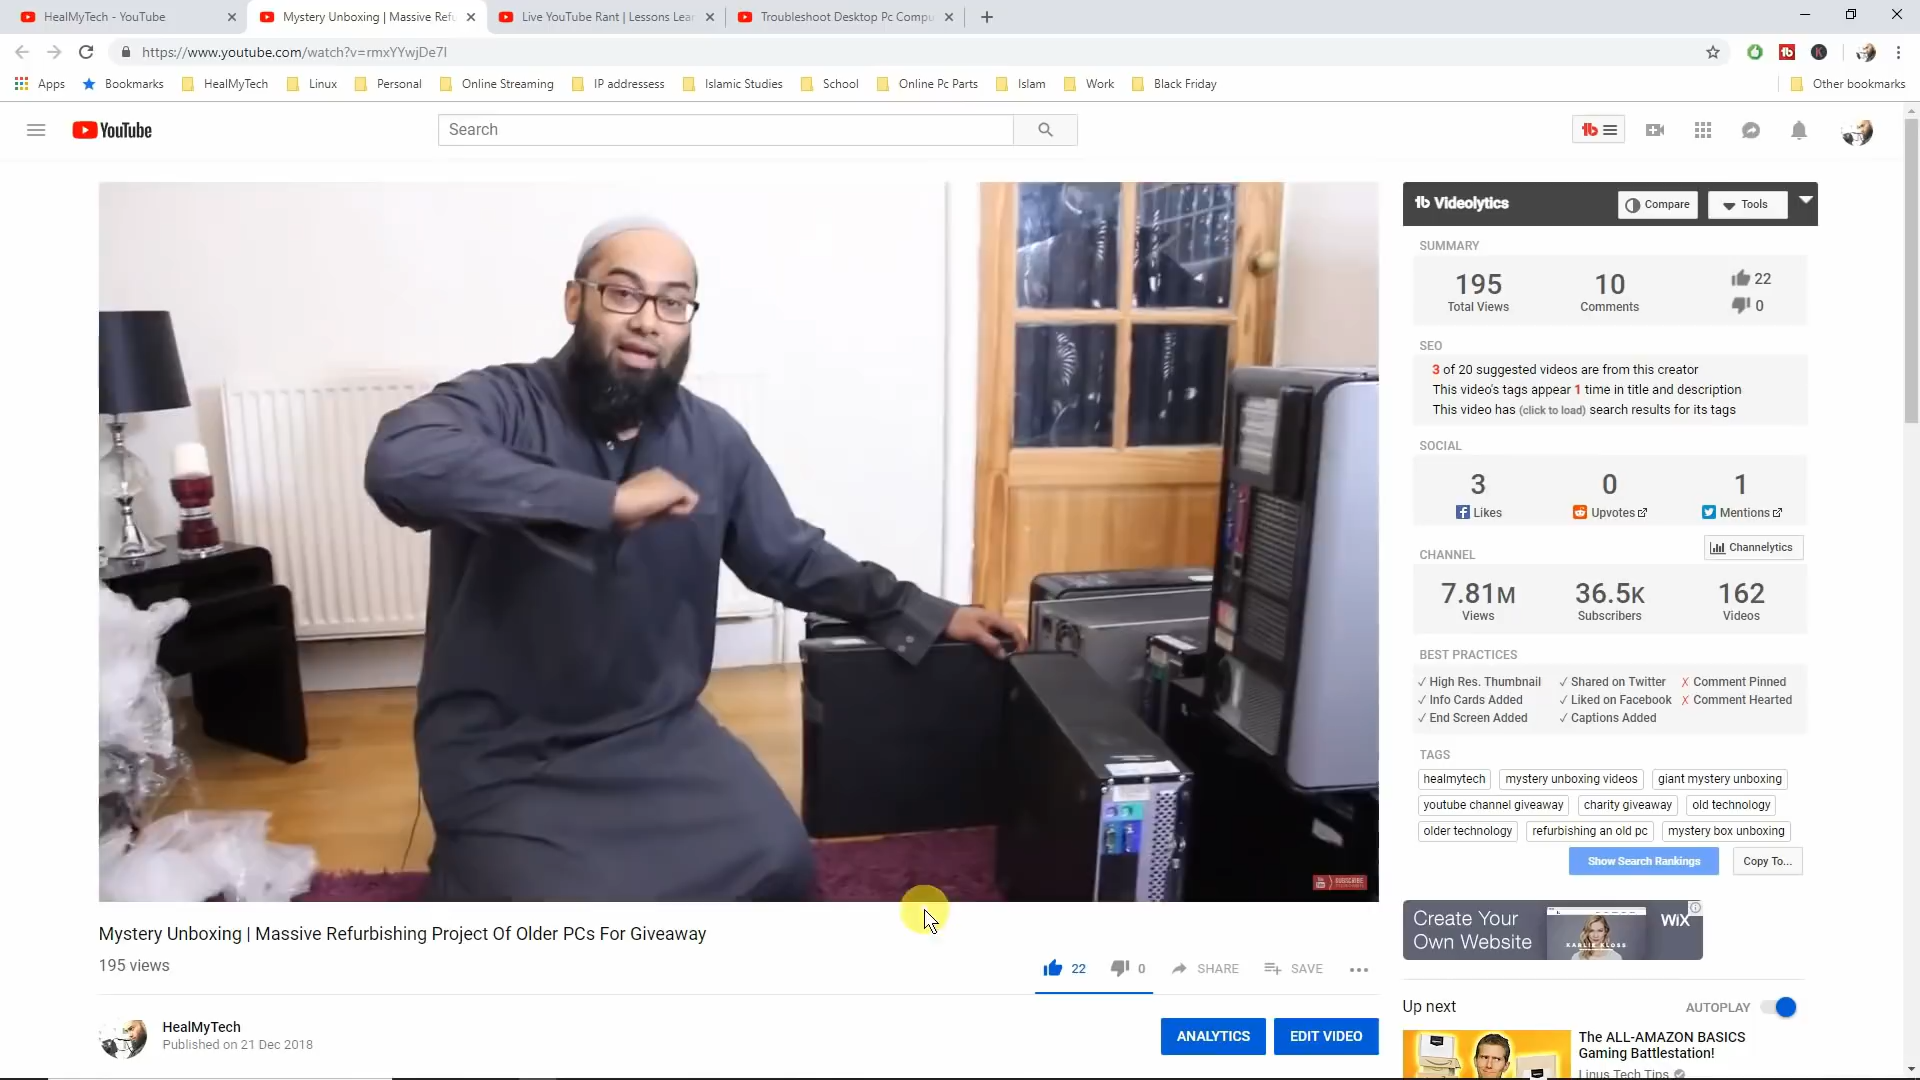 HealMyTech - YouTube
Mystery Unboxing | Massive Refu
Live YouTube Rant | Lessons Lear
Troubleshoot Desktop Pc Compu
https://www.youtube.com/watch?v=rmxYYwjDe7I
Apps
Bookmarks
HealMyTech
Linux
Personal
Online Streaming
IP addressess
Islamic Studies
School
Online Pc Parts
Islam
Work
Black Friday
Other bookmarks
YouTube
Search
tb
tb Videolytics
Compare
Tools
SUMMARY
195
10
22
Total Views
Comments
0
SEO
3 of 20 suggested videos are from this creator
This video's tags appear 1 time in title and description
This video has (click to load) search results for its tags
SOCIAL
3
0
1
Likes
Upvotes
Mentions
CHANNEL
Channelytics
7.81M
36.5K
162
Views
Subscribers
Videos
BEST PRACTICES
✓ High Res. Thumbnail
✓ Shared on Twitter
✗ Comment Pinned
✓ Info Cards Added
✓ Liked on Facebook
✗ Comment Hearted
✓ End Screen Added
✓ Captions Added
TAGS
healmytech
mystery unboxing videos
giant mystery unboxing
youtube channel giveaway
charity giveaway
old technology
older technology
refurbishing an old pc
mystery box unboxing
Show Search Rankings
Copy To...
SUBSCRIBE
Create Your
Own Website
KARLIE KLOSS
WiX
Mystery Unboxing | Massive Refurbishing Project Of Older PCs For Giveaway
195 views
22
0
SHARE
SAVE
HealMyTech
Published on 21 Dec 2018
ANALYTICS
EDIT VIDEO
Up next
AUTOPLAY
The ALL-AMAZON BASICS
Gaming Battlestation!
Linus Tech Tips